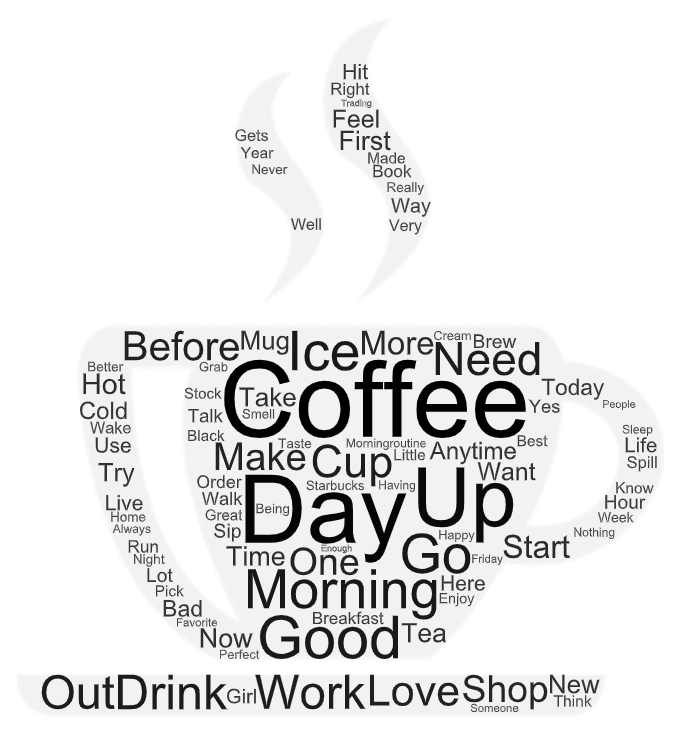 Hit
Right
Trading
Feel
First
Made
Book
Really
Way
Very
Gets
Year
Never
Well
Before Mug Ice More Cream Brew
Need
Better Grab
Hot Coffee Today
Stock Take Yes People
Cold Talk Smell
Wake Black Sleep
Use Taste Morningroutine Best Life
Make Cup Little Anytime Spill
Try Want
Order Starbucks Having Know
Live Walk Day Up Hour
Home Great Being Week
Always Sip Nothing
Run Time One Enough Go Happy Start
Night Friday
Lot Morning Here
Pick Enjoy
Bad Breakfast
Favorite Good Tea
Now
Perfect
Out Drink Girl Work Love Shop New
Someone Think